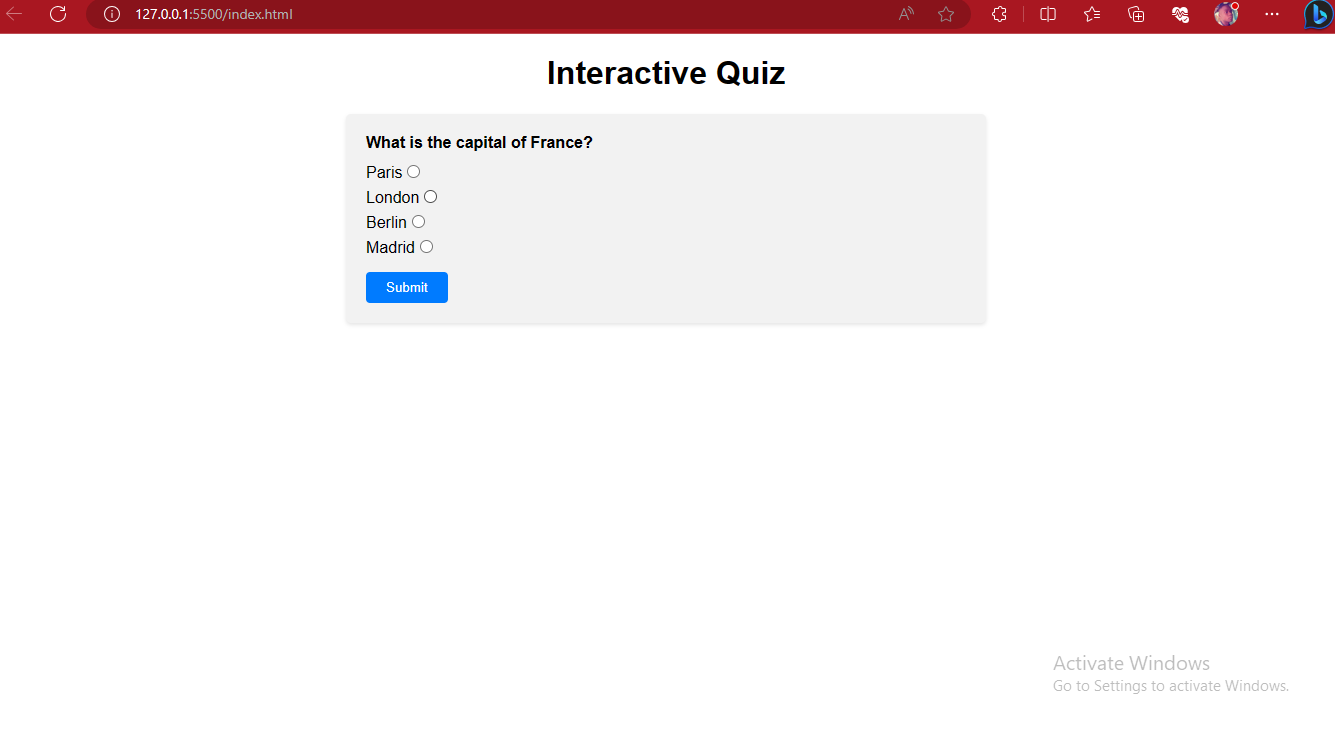 127.0.0.1:5500/index.html
Interactive Quiz
What is the capital of France?
Paris
London
Berlin
Madrid
Submit
Activate Windows
Go to Settings to activate Windows.